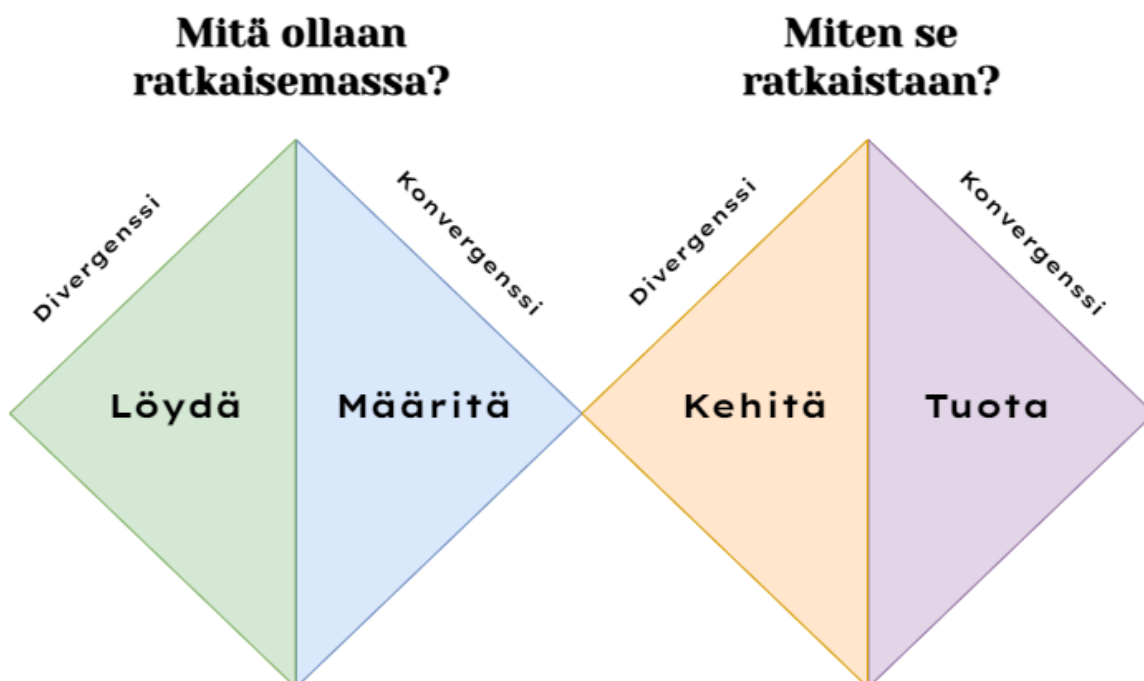 Mitä ollaan
ratkaisemassa?
Miten se
ratkaistaan?
Divergenssi
Konvergenssi
Divergenssi
Konvergenssi
Löydä
Määritä
Kehitä
Tuota